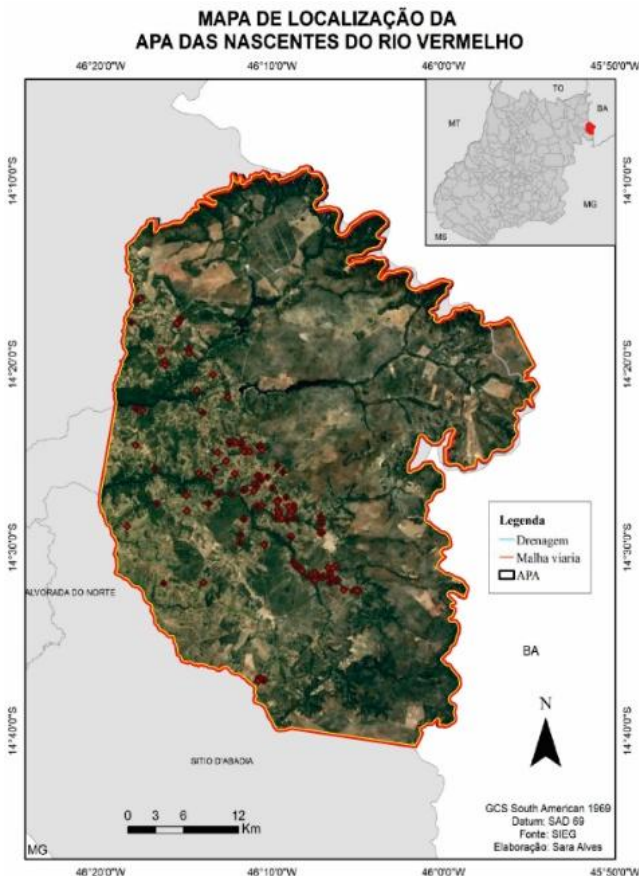 MAPA DE LOCALIZAÇÃO DA
APA DAS NASCENTES DO RIO VERMELHO
46°20'0"W
46°10'0"W
46°0'0"W
45°50'0"W
14°10'0"S
14°20'0"S
14°30'0"S
14°40'0"S
TO
BA
MT
MG
MS
14°10'0"S
14°20'0"S
14°30'0"S
14°40'0"S
Legenda
Drenagem
Malha viaria
APA
ALVORADA DO NORTE
BA
N
SITIO D'ABADIA
0 3 6 12
Km
GCS South American 1969
Datum: SAD 69
Fonte: SIEG
Elaboração: Sara Alves
MG
46°20'0"W
46°10'0"W
46°0'0"W
45°50'0"W